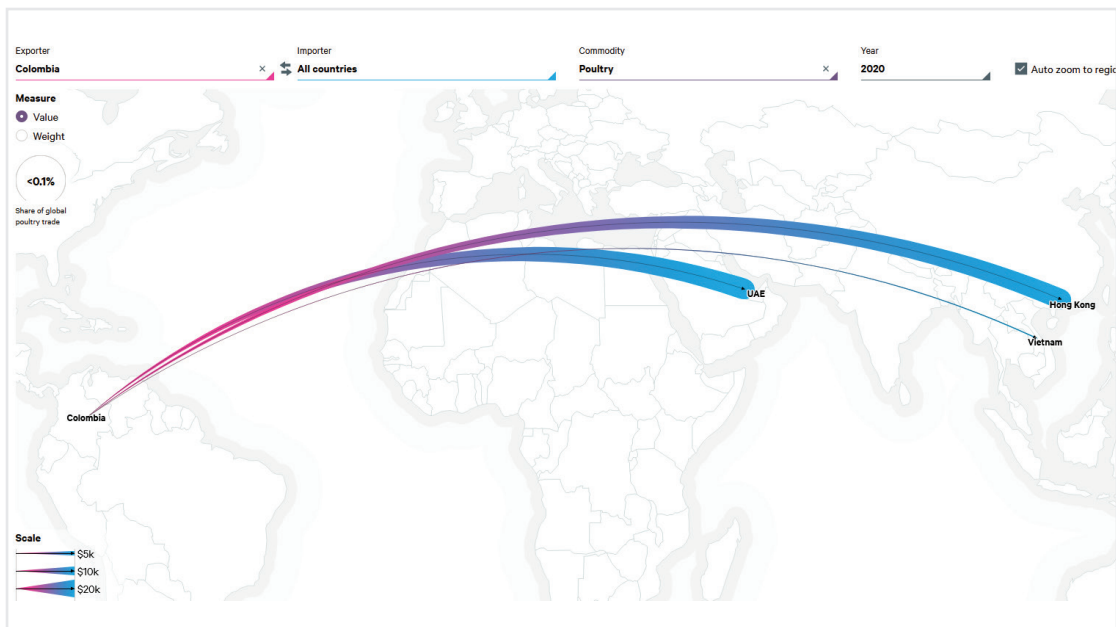 Exporter
Importer
Commodity
Year
Colombia ×
All countries
Poultry ×
2020
Auto zoom to regio
Measure
Value
Weight
<0.1%
Share of global
poultry trade
UAE
Hong Kong
Vietnam
Colombia
Scale
$5k
$10k
$20k